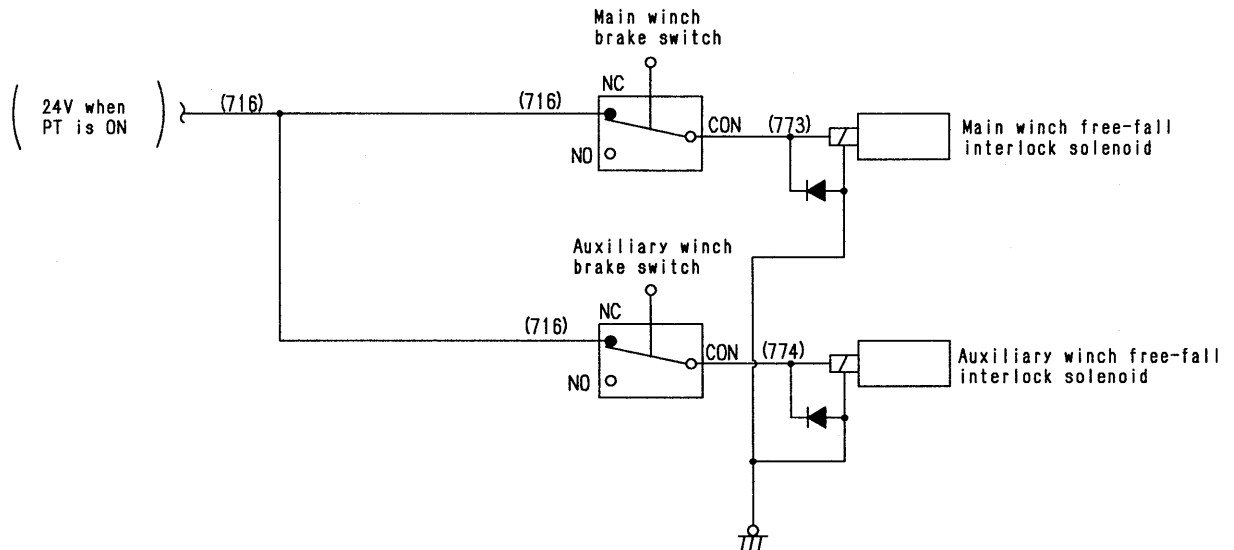 Main winch
brake switch
24V when
PT is ON
(716)
(716)
NC
NO
CON
(773)
Main winch free-fall
interlock solenoid
Auxiliary winch
brake switch
(716)
NC
NO
CON
(774)
Auxiliary winch free-fall
interlock solenoid